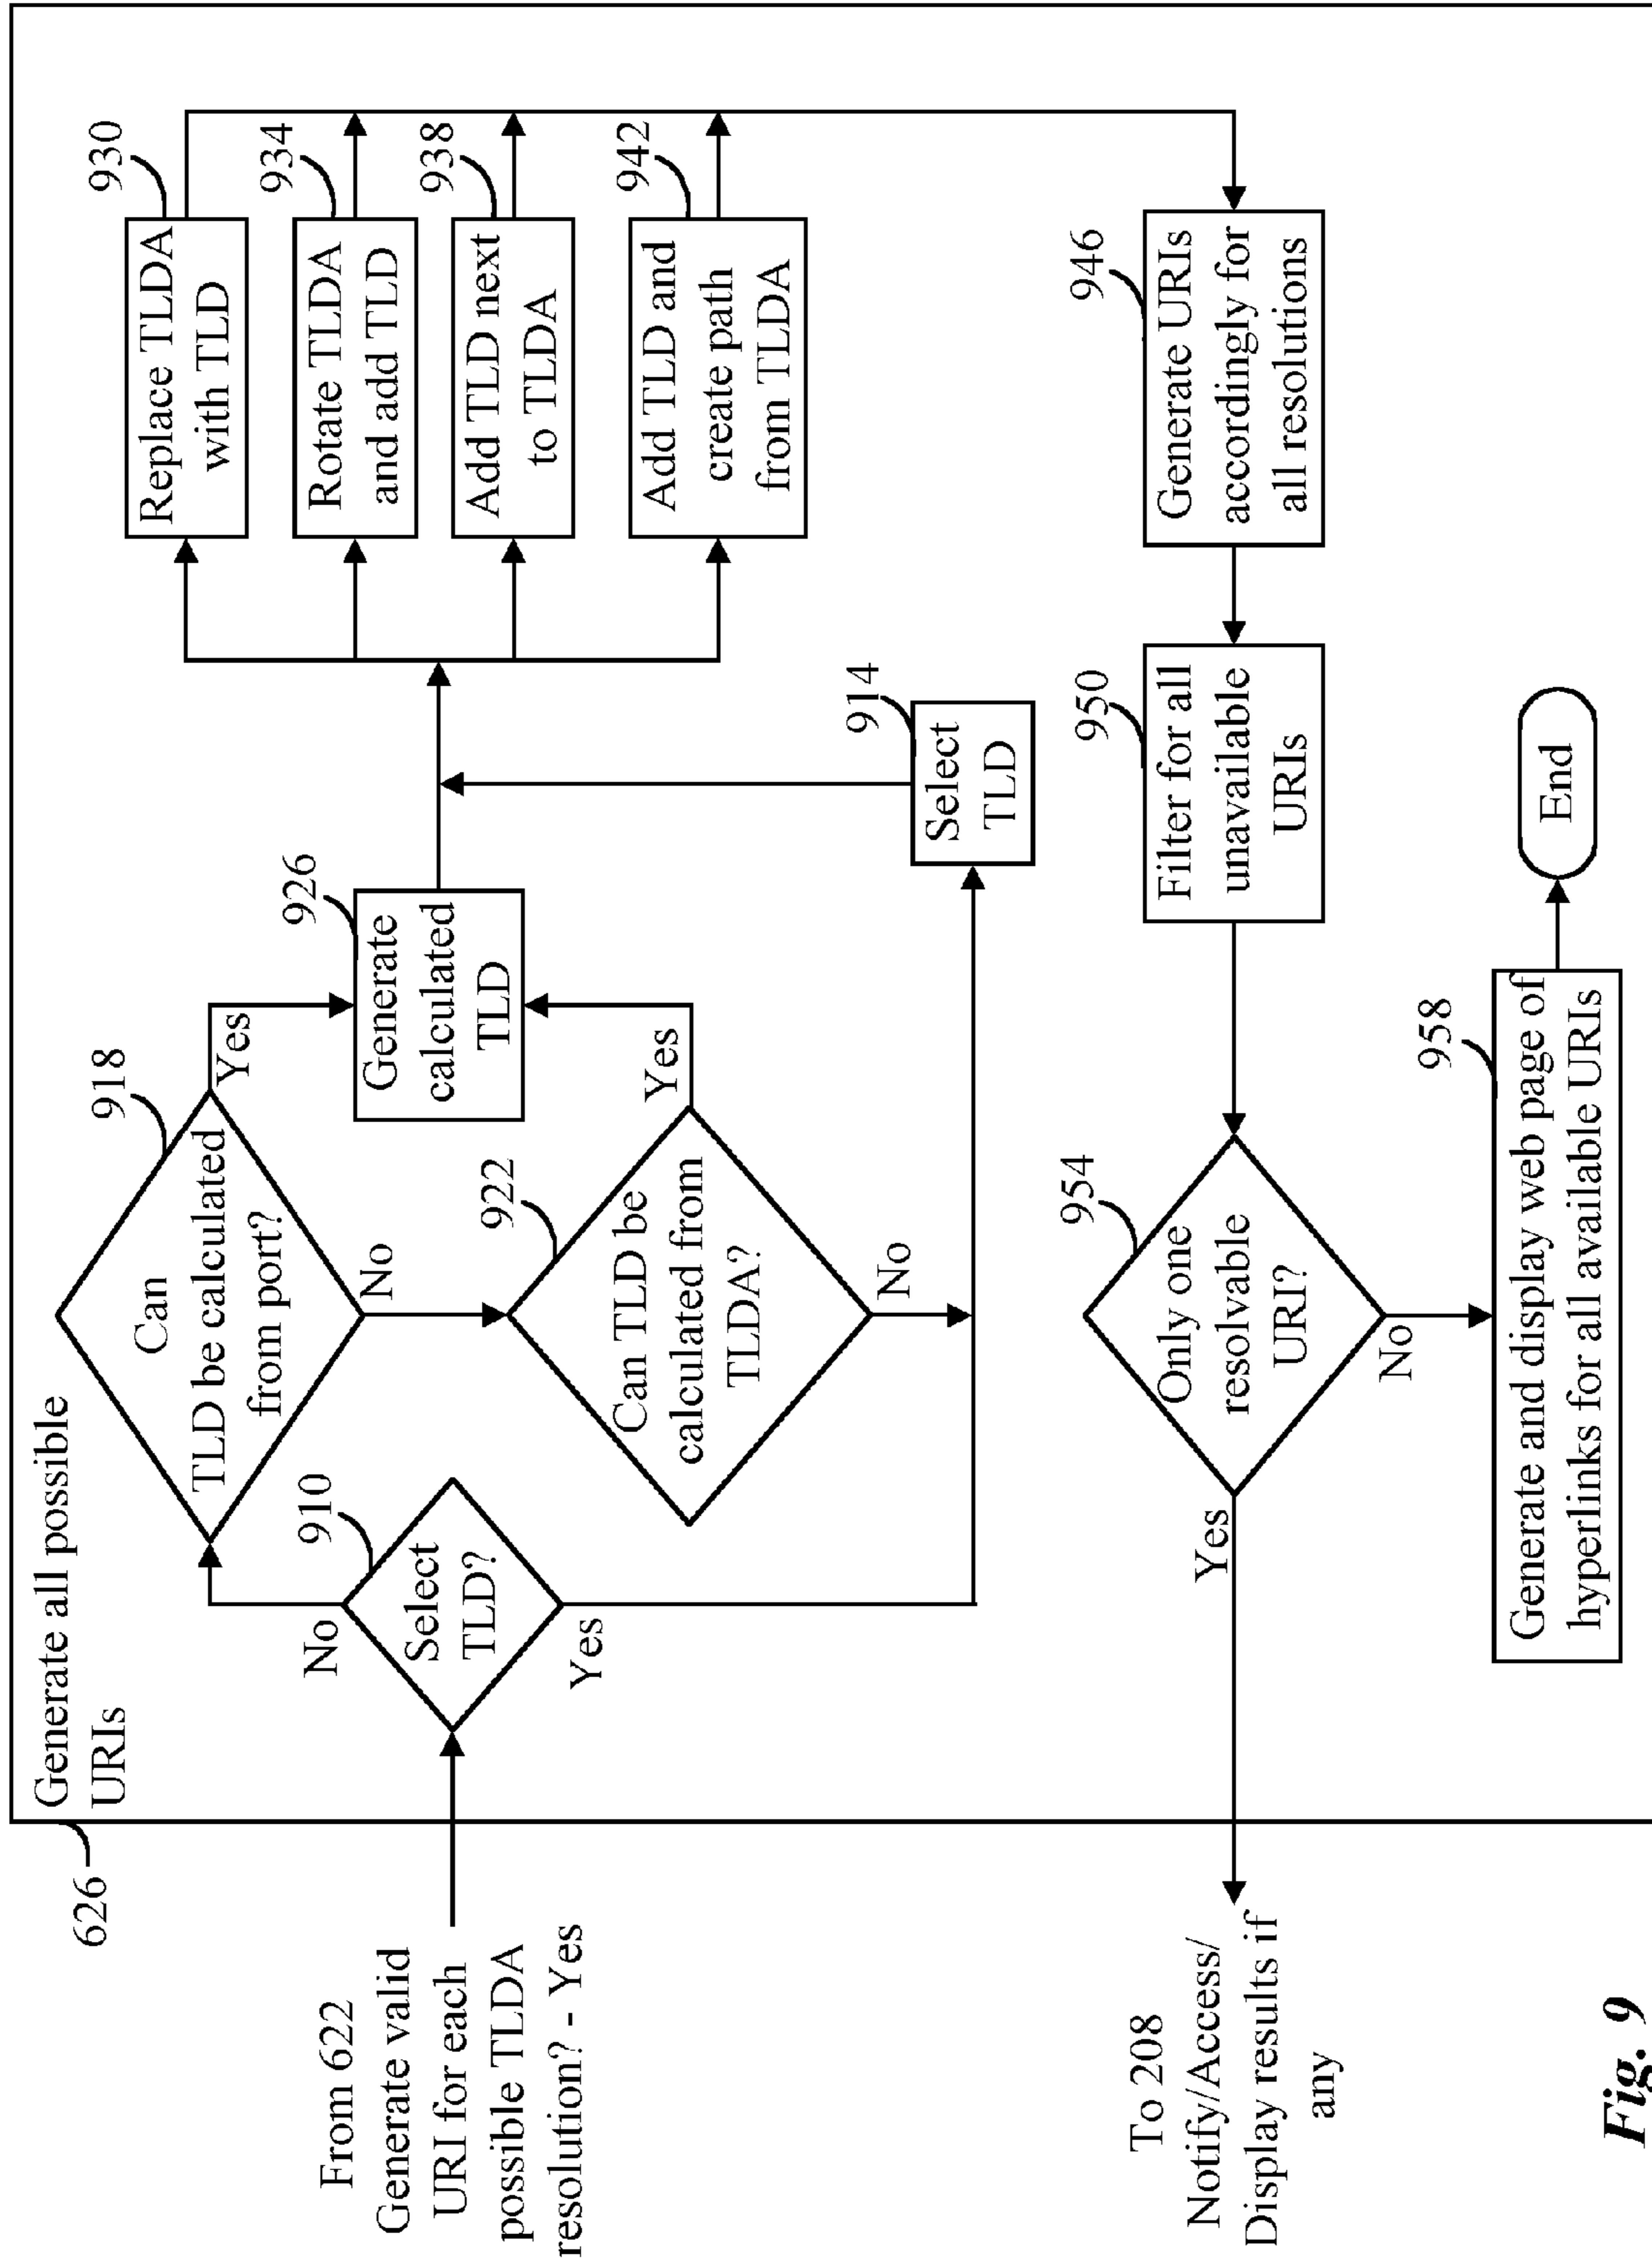 626
Generate all possible
URIs
From 622
Generate valid
URI for each
possible TLDA
resolution? - Yes
910
Select
TLD?
No
Yes
918
Can
TLD be calculated
from port?
Yes
No
922
Can TLD be
calculated from
TLDA?
Yes
No
926
Generate
calculated
TLD
914
Select
TLD
930
Replace TLDA
with TLD
934
Rotate TLDA
and add TLD
938
Add TLD next
to TLDA
942
Add TLD and
create path
from TLDA
946
Generate URIs
accordingly for
all resolutions
950
Filter for all
unavailable
URIs
954
Only one
resolvable
URI?
Yes
No
To 208
Notify/Access/
Display results if
any
958
Generate and display web page of
hyperlinks for all available URIs
End
Fig. 9